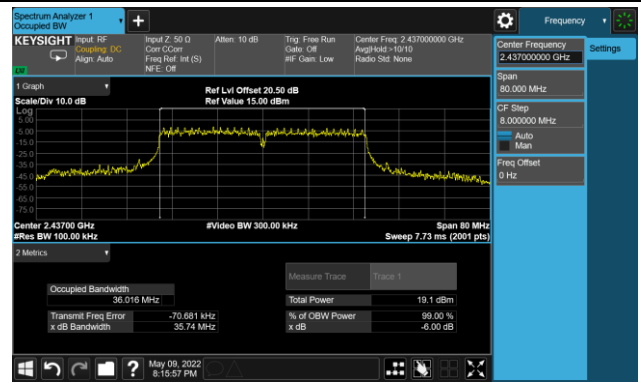 Spectrum Analyzer 1
Occupied BW
Frequency
KEYSIGHT
Input: RF
Coupling: DC
Align: Auto
Input Z: 50 Ω
Corr CCorr
Freq Ref: Int (S)
NFE: Off
Atten: 10 dB
Trig: Free Run
Gate: Off
#IF Gain: Low
Center Freq: 2.437000000 GHz
Avg|Hold:>10/10
Radio Std: None
LW
Center Frequency
2.437000000 GHz
Settings
Span
80.000 MHz
CF Step
8.000000 MHz
Auto
Man
Freq Offset
0 Hz
1 Graph
Scale/Div 10.0 dB
Ref Lvl Offset 20.50 dB
Ref Value 15.00 dBm
Log
5.00
-5.00
-15.0
-25.0
-35.0
-45.0
-55.0
-65.0
-75.0
Center 2.43700 GHz
#Res BW 100.00 kHz
#Video BW 300.00 kHz
Span 80 MHz
Sweep 7.73 ms (2001 pts)
2 Metrics
Measure Trace
Trace 1
Occupied Bandwidth
36.016 MHz
Total Power
19.1 dBm
Transmit Freq Error
-70.681 kHz
% of OBW Power
99.00 %
x dB Bandwidth
35.74 MHz
x dB
-6.00 dB
?
May 09, 2022
8:15:57 PM